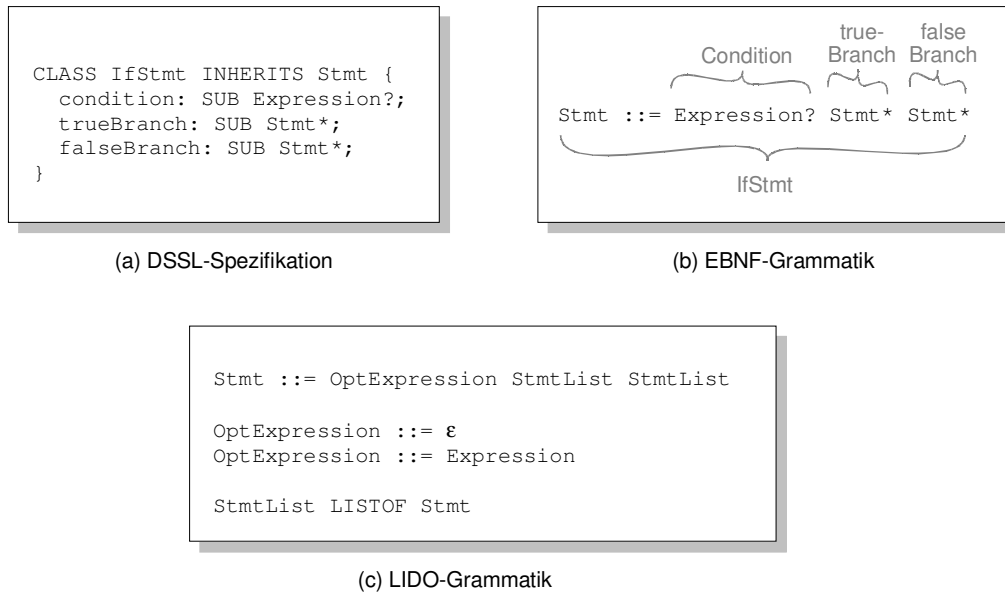 CLASS IfStmt INHERITS Stmt {
condition: SUB Expression?;
trueBranch: SUB Stmt*;
falseBranch: SUB Stmt*;
}
(a) DSSL-Spezifikation
Condition
true-
Branch
false
Branch
Stmt ::= Expression? Stmt* Stmt*
IfStmt
(b) EBNF-Grammatik
Stmt ::= OptExpression StmtList StmtList
OptExpression ::= ε
OptExpression ::= Expression
StmtList LISTOF Stmt
(c) LIDO-Grammatik